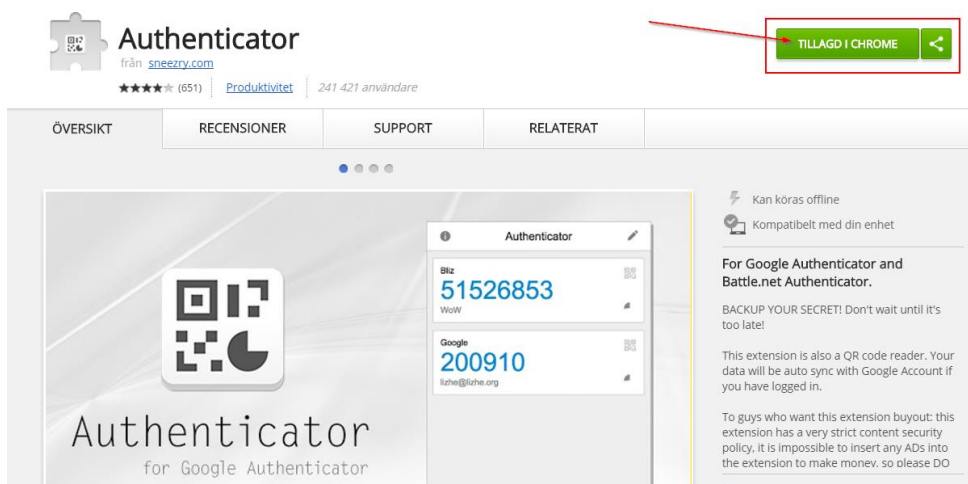 Authenticator
från sneezry.com
(651) Produktivitet 241 421 användare
TILLAGD I CHROME
ÖVERSIKT RECENSIONER SUPPORT RELATERAT
Authenticator
Bliz
51526853
WoW
Google
200910
lizhe@lizhe.org
Authenticator
for Google Authenticator
Kan köras offline
Kompatibelt med din enhet
For Google Authenticator and
Battle.net Authenticator.
BACKUP YOUR SECRET! Don't wait until it's
too late!
This extension is also a QR code reader. Your
data will be auto sync with Google Account if
you have logged in.
To guys who want this extension buyout: this
extension has a very strict content security
policy, it is impossible to insert any ADs into
the extension to make money, so please DO